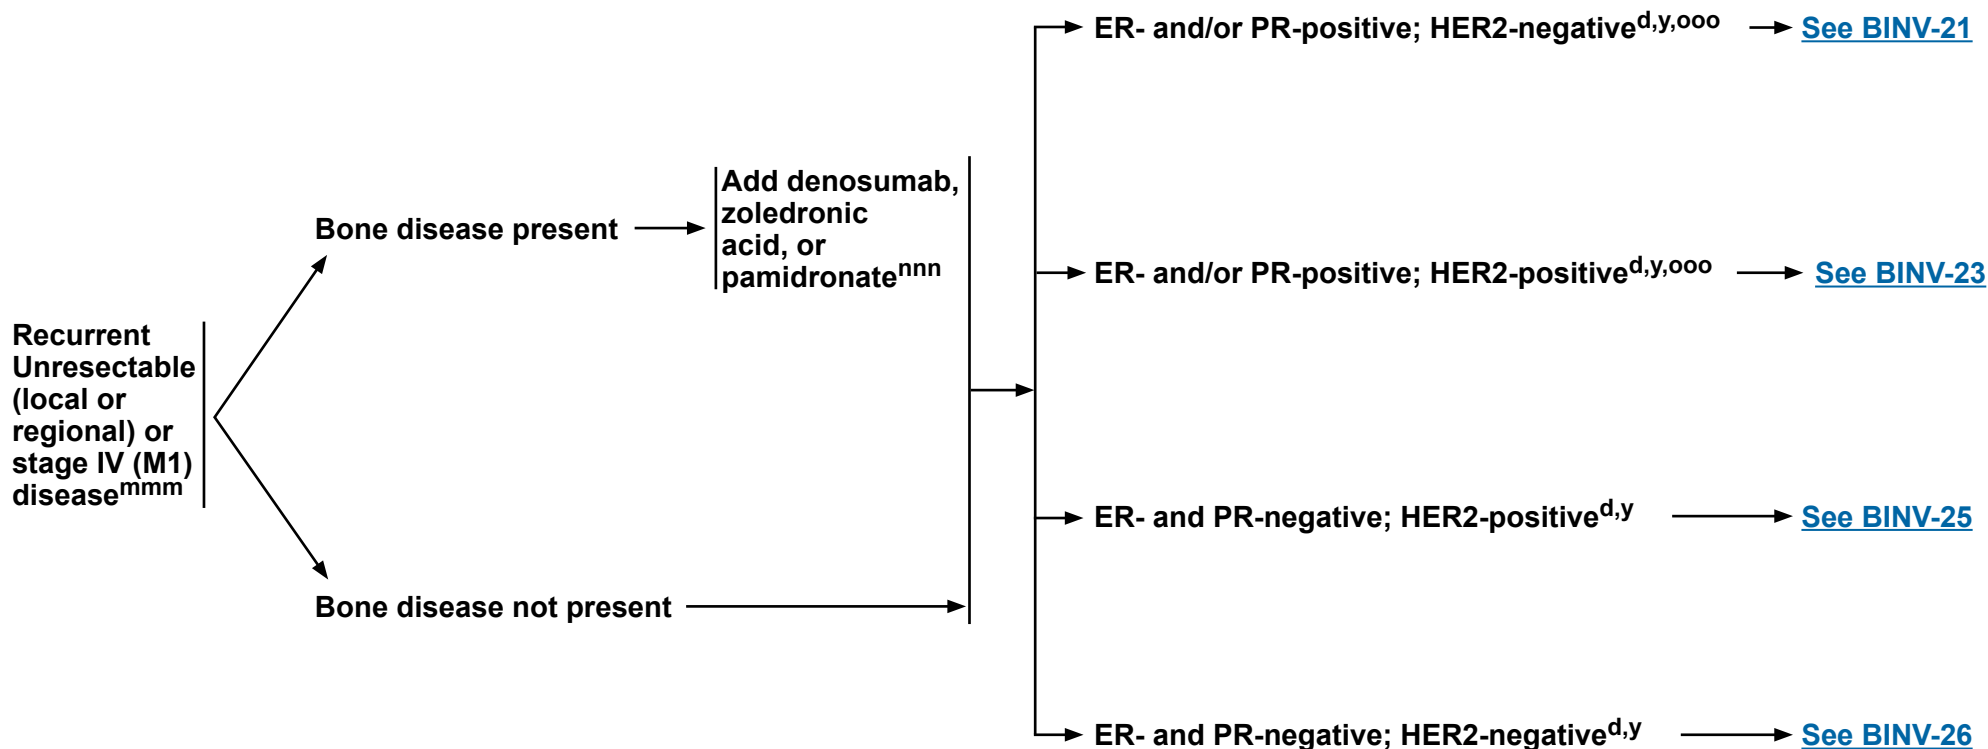 Recurrent
Unresectable
(local or
regional) or
stage IV (M1)
diseasemmm
Bone disease present
Add denosumab,
zoledronic
acid, or
pamidronatennn
Bone disease not present
ER- and/or PR-positive; HER2-negatived,y,ooo
See BINV-21
ER- and/or PR-positive; HER2-positived,y,ooo
See BINV-23
ER- and PR-negative; HER2-positived,y
See BINV-25
ER- and PR-negative; HER2-negatived,y
See BINV-26